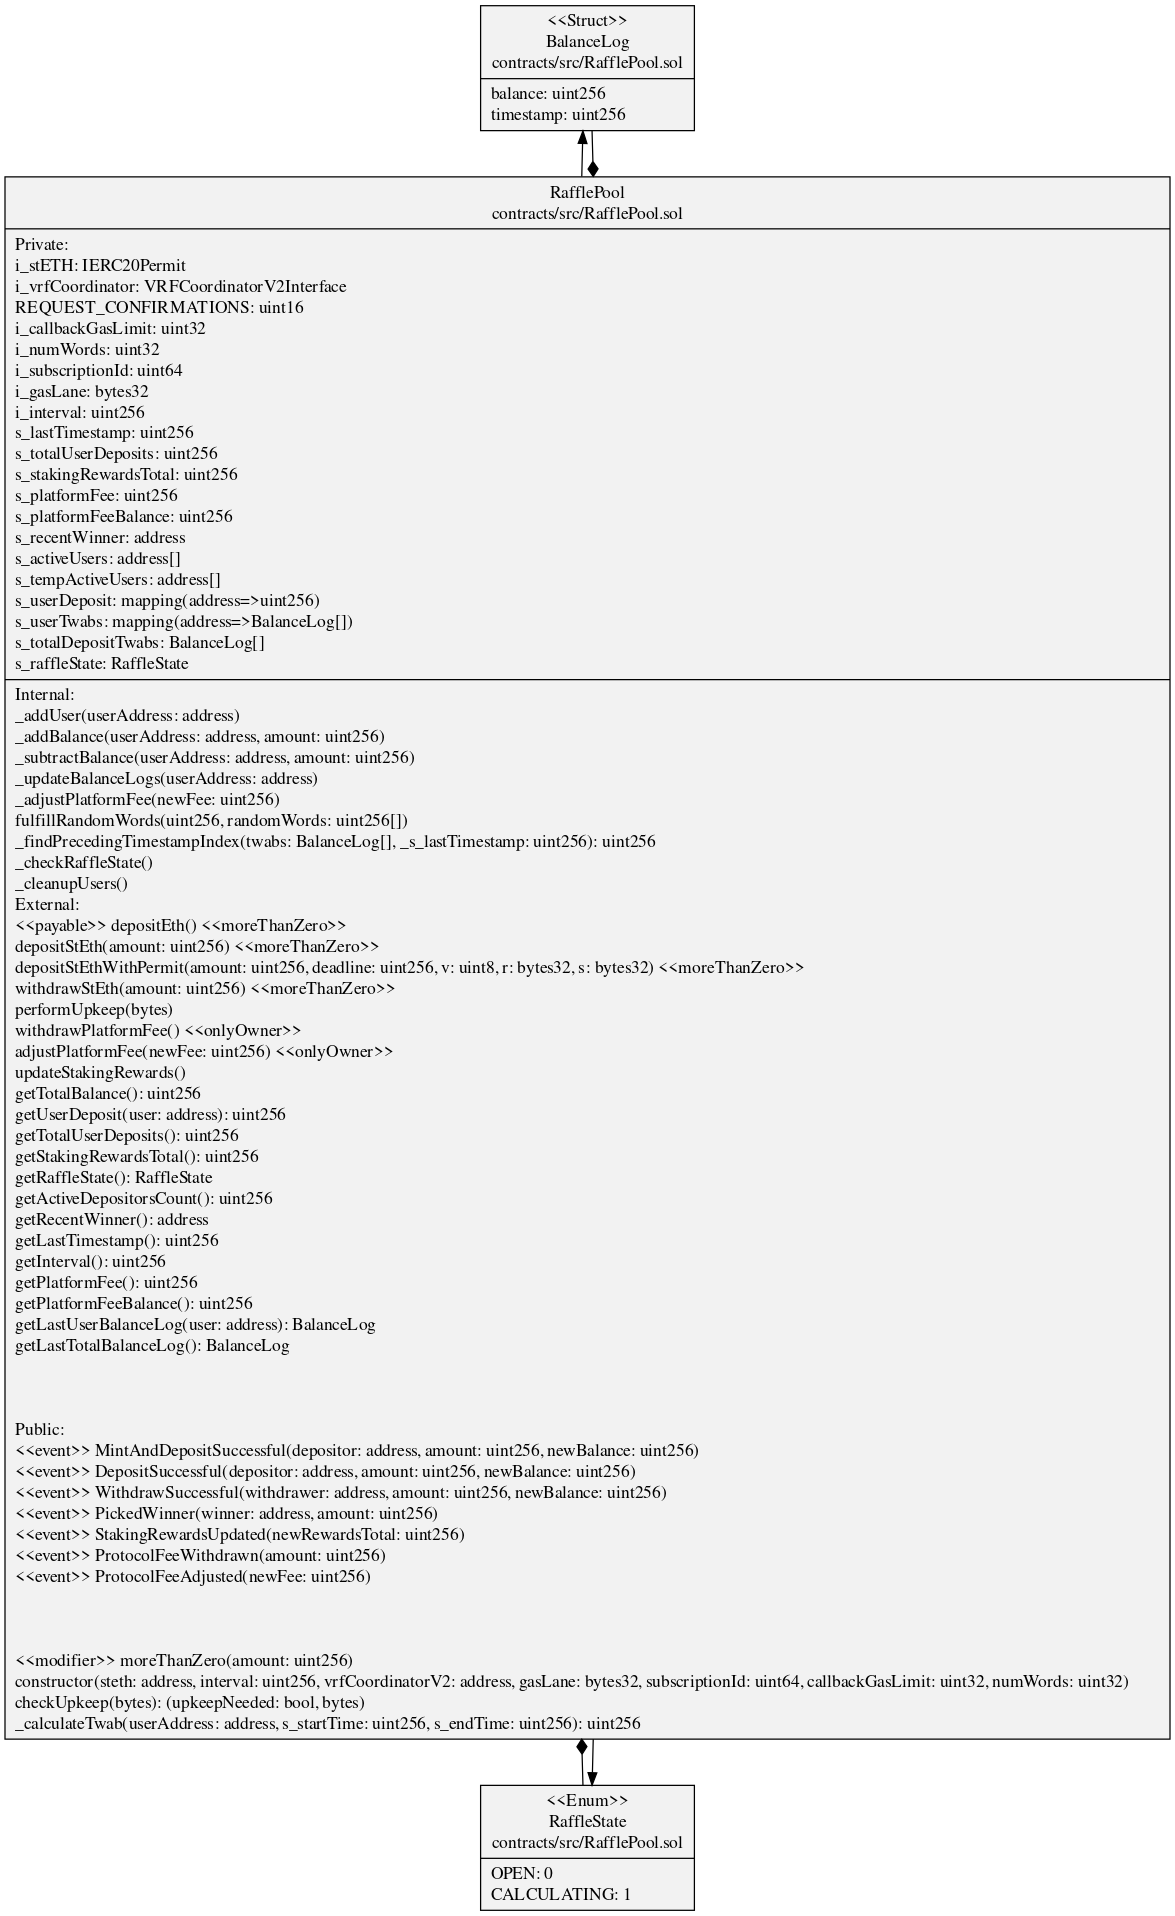 <<Struct>>
BalanceLog
contracts/src/RafflePool.sol
balance: uint256
timestamp: uint256
RafflePool
contracts/src/RafflePool.sol
Private:
i_stETH: IERC20Permit
i_vrfCoordinator: VRFCoordinatorV2Interface
REQUEST_CONFIRMATIONS: uint16
i_callbackGasLimit: uint32
i_numWords: uint32
i_subscriptionId: uint64
i_gasLane: bytes32
i_interval: uint256
s_lastTimestamp: uint256
s_totalUserDeposits: uint256
s_stakingRewardsTotal: uint256
s_platformFee: uint256
s_platformFeeBalance: uint256
s_recentWinner: address
s_activeUsers: address[]
s_tempActiveUsers: address[]
s_userDeposit: mapping(address=>uint256)
s_userTwabs: mapping(address=>BalanceLog[])
s_totalDepositTwabs: BalanceLog[]
s_raffleState: RaffleState
Internal:
_addUser(userAddress: address)
_addBalance(userAddress: address, amount: uint256)
_subtractBalance(userAddress: address, amount: uint256)
_updateBalanceLogs(userAddress: address)
_adjustPlatformFee(newFee: uint256)
fulfillRandomWords(uint256, randomWords: uint256[])
_findPrecedingTimestampIndex(twabs: BalanceLog[], _s_lastTimestamp: uint256): uint256
_checkRaffleState()
_cleanupUsers()
External:
<<payable>> depositEth() <<moreThanZero>>
depositStEth(amount: uint256) <<moreThanZero>>
depositStEthWithPermit(amount: uint256, deadline: uint256, v: uint8, r: bytes32, s: bytes32) <<moreThanZero>>
withdrawStEth(amount: uint256) <<moreThanZero>>
performUpkeep(bytes)
withdrawPlatformFee() <<onlyOwner>>
adjustPlatformFee(newFee: uint256) <<onlyOwner>>
updateStakingRewards()
getTotalBalance(): uint256
getUserDeposit(user: address): uint256
getTotalUserDeposits(): uint256
getStakingRewardsTotal(): uint256
getRaffleState(): RaffleState
getActiveDepositorsCount(): uint256
getRecentWinner(): address
getLastTimestamp(): uint256
getInterval(): uint256
getPlatformFee(): uint256
getPlatformFeeBalance(): uint256
getLastUserBalanceLog(user: address): BalanceLog
getLastTotalBalanceLog(): BalanceLog
Public:
<<event>> MintAndDepositSuccessful(depositor: address, amount: uint256, newBalance: uint256)
<<event>> DepositSuccessful(depositor: address, amount: uint256, newBalance: uint256)
<<event>> WithdrawSuccessful(withdrawer: address, amount: uint256, newBalance: uint256)
<<event>> PickedWinner(winner: address, amount: uint256)
<<event>> StakingRewardsUpdated(newRewardsTotal: uint256)
<<event>> ProtocolFeeWithdrawn(amount: uint256)
<<event>> ProtocolFeeAdjusted(newFee: uint256)
<<modifier>> moreThanZero(amount: uint256)
constructor(steth: address, interval: uint256, vrfCoordinatorV2: address, gasLane: bytes32, subscriptionId: uint64, callbackGasLimit: uint32, numWords: uint32)
checkUpkeep(bytes): (upkeepNeeded: bool, bytes)
_calculateTwab(userAddress: address, s_startTime: uint256, s_endTime: uint256): uint256
<<Enum>>
RaffleState
contracts/src/RafflePool.sol
OPEN: 0
CALCULATING: 1